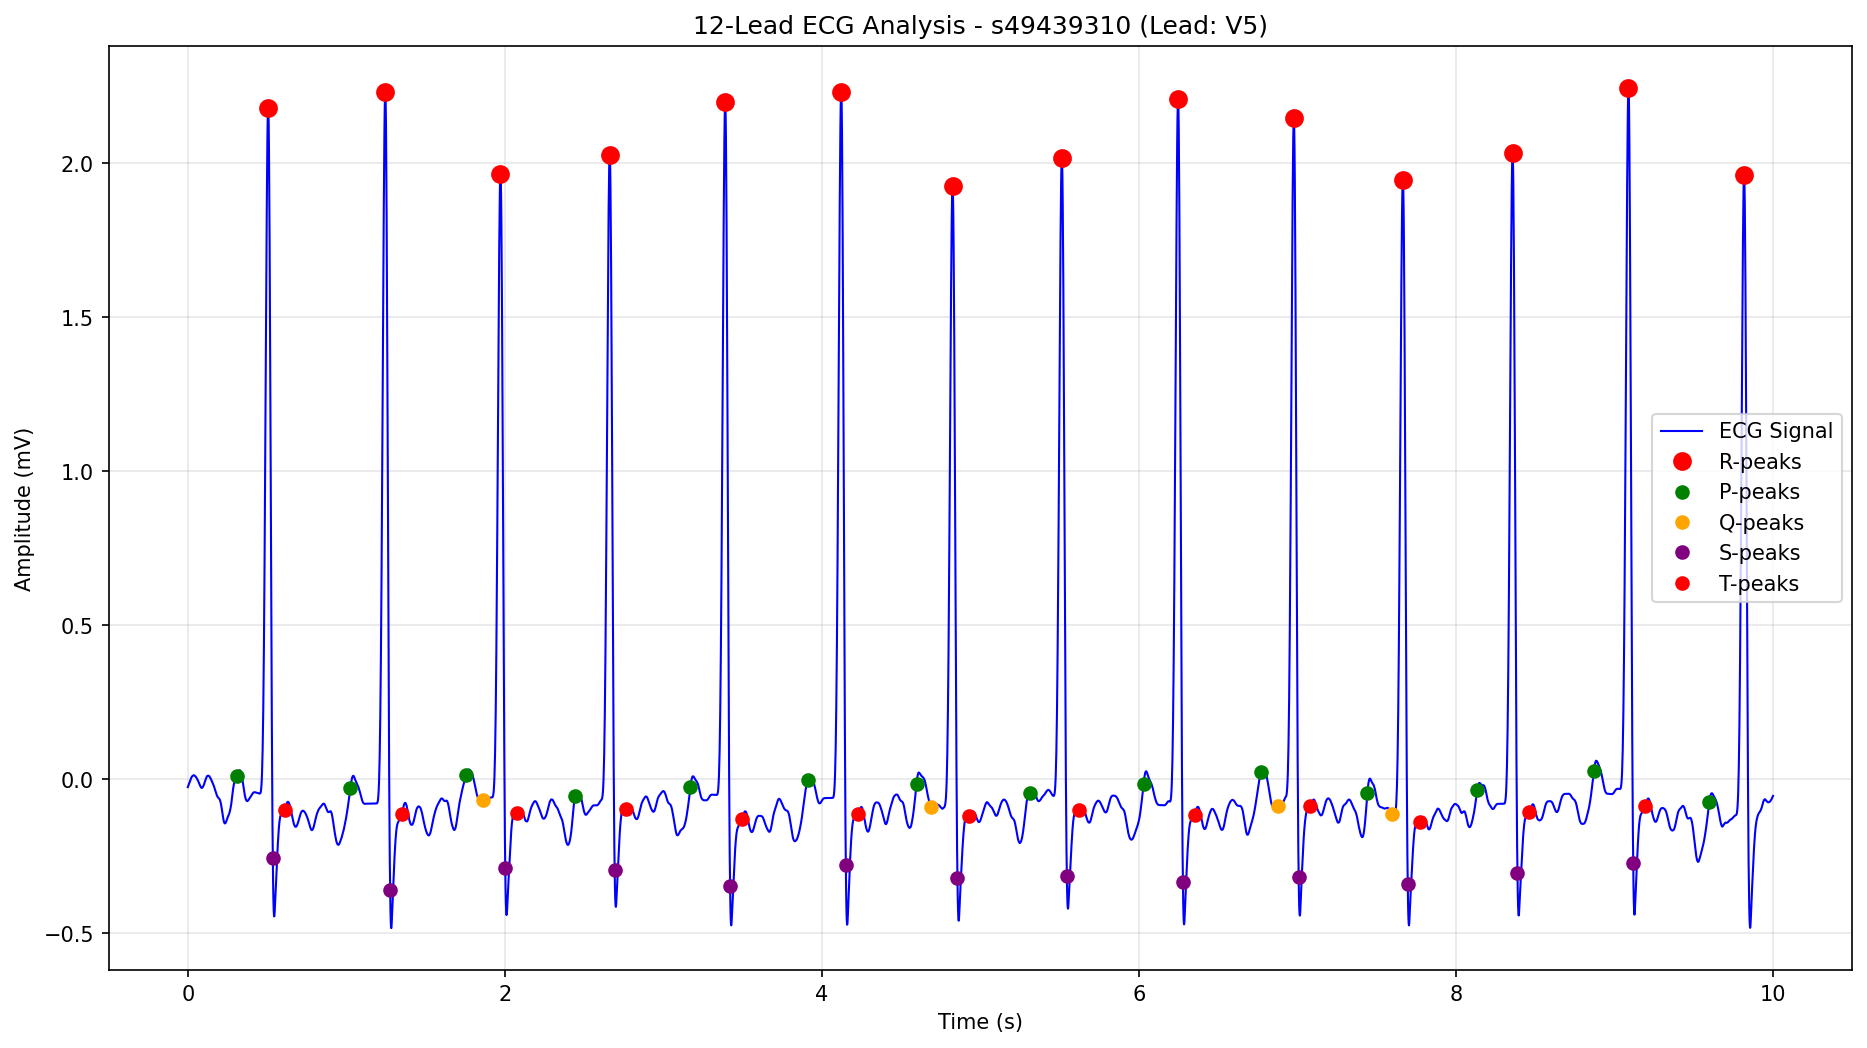 12-Lead ECG Analysis - s49439310 (Lead: V5)
Amplitude (mV)
2.0
1.5
1.0
0.5
0.0
−0.5
ECG Signal
R-peaks
P-peaks
Q-peaks
S-peaks
T-peaks
0 2 4 6 8 10
Time (s)